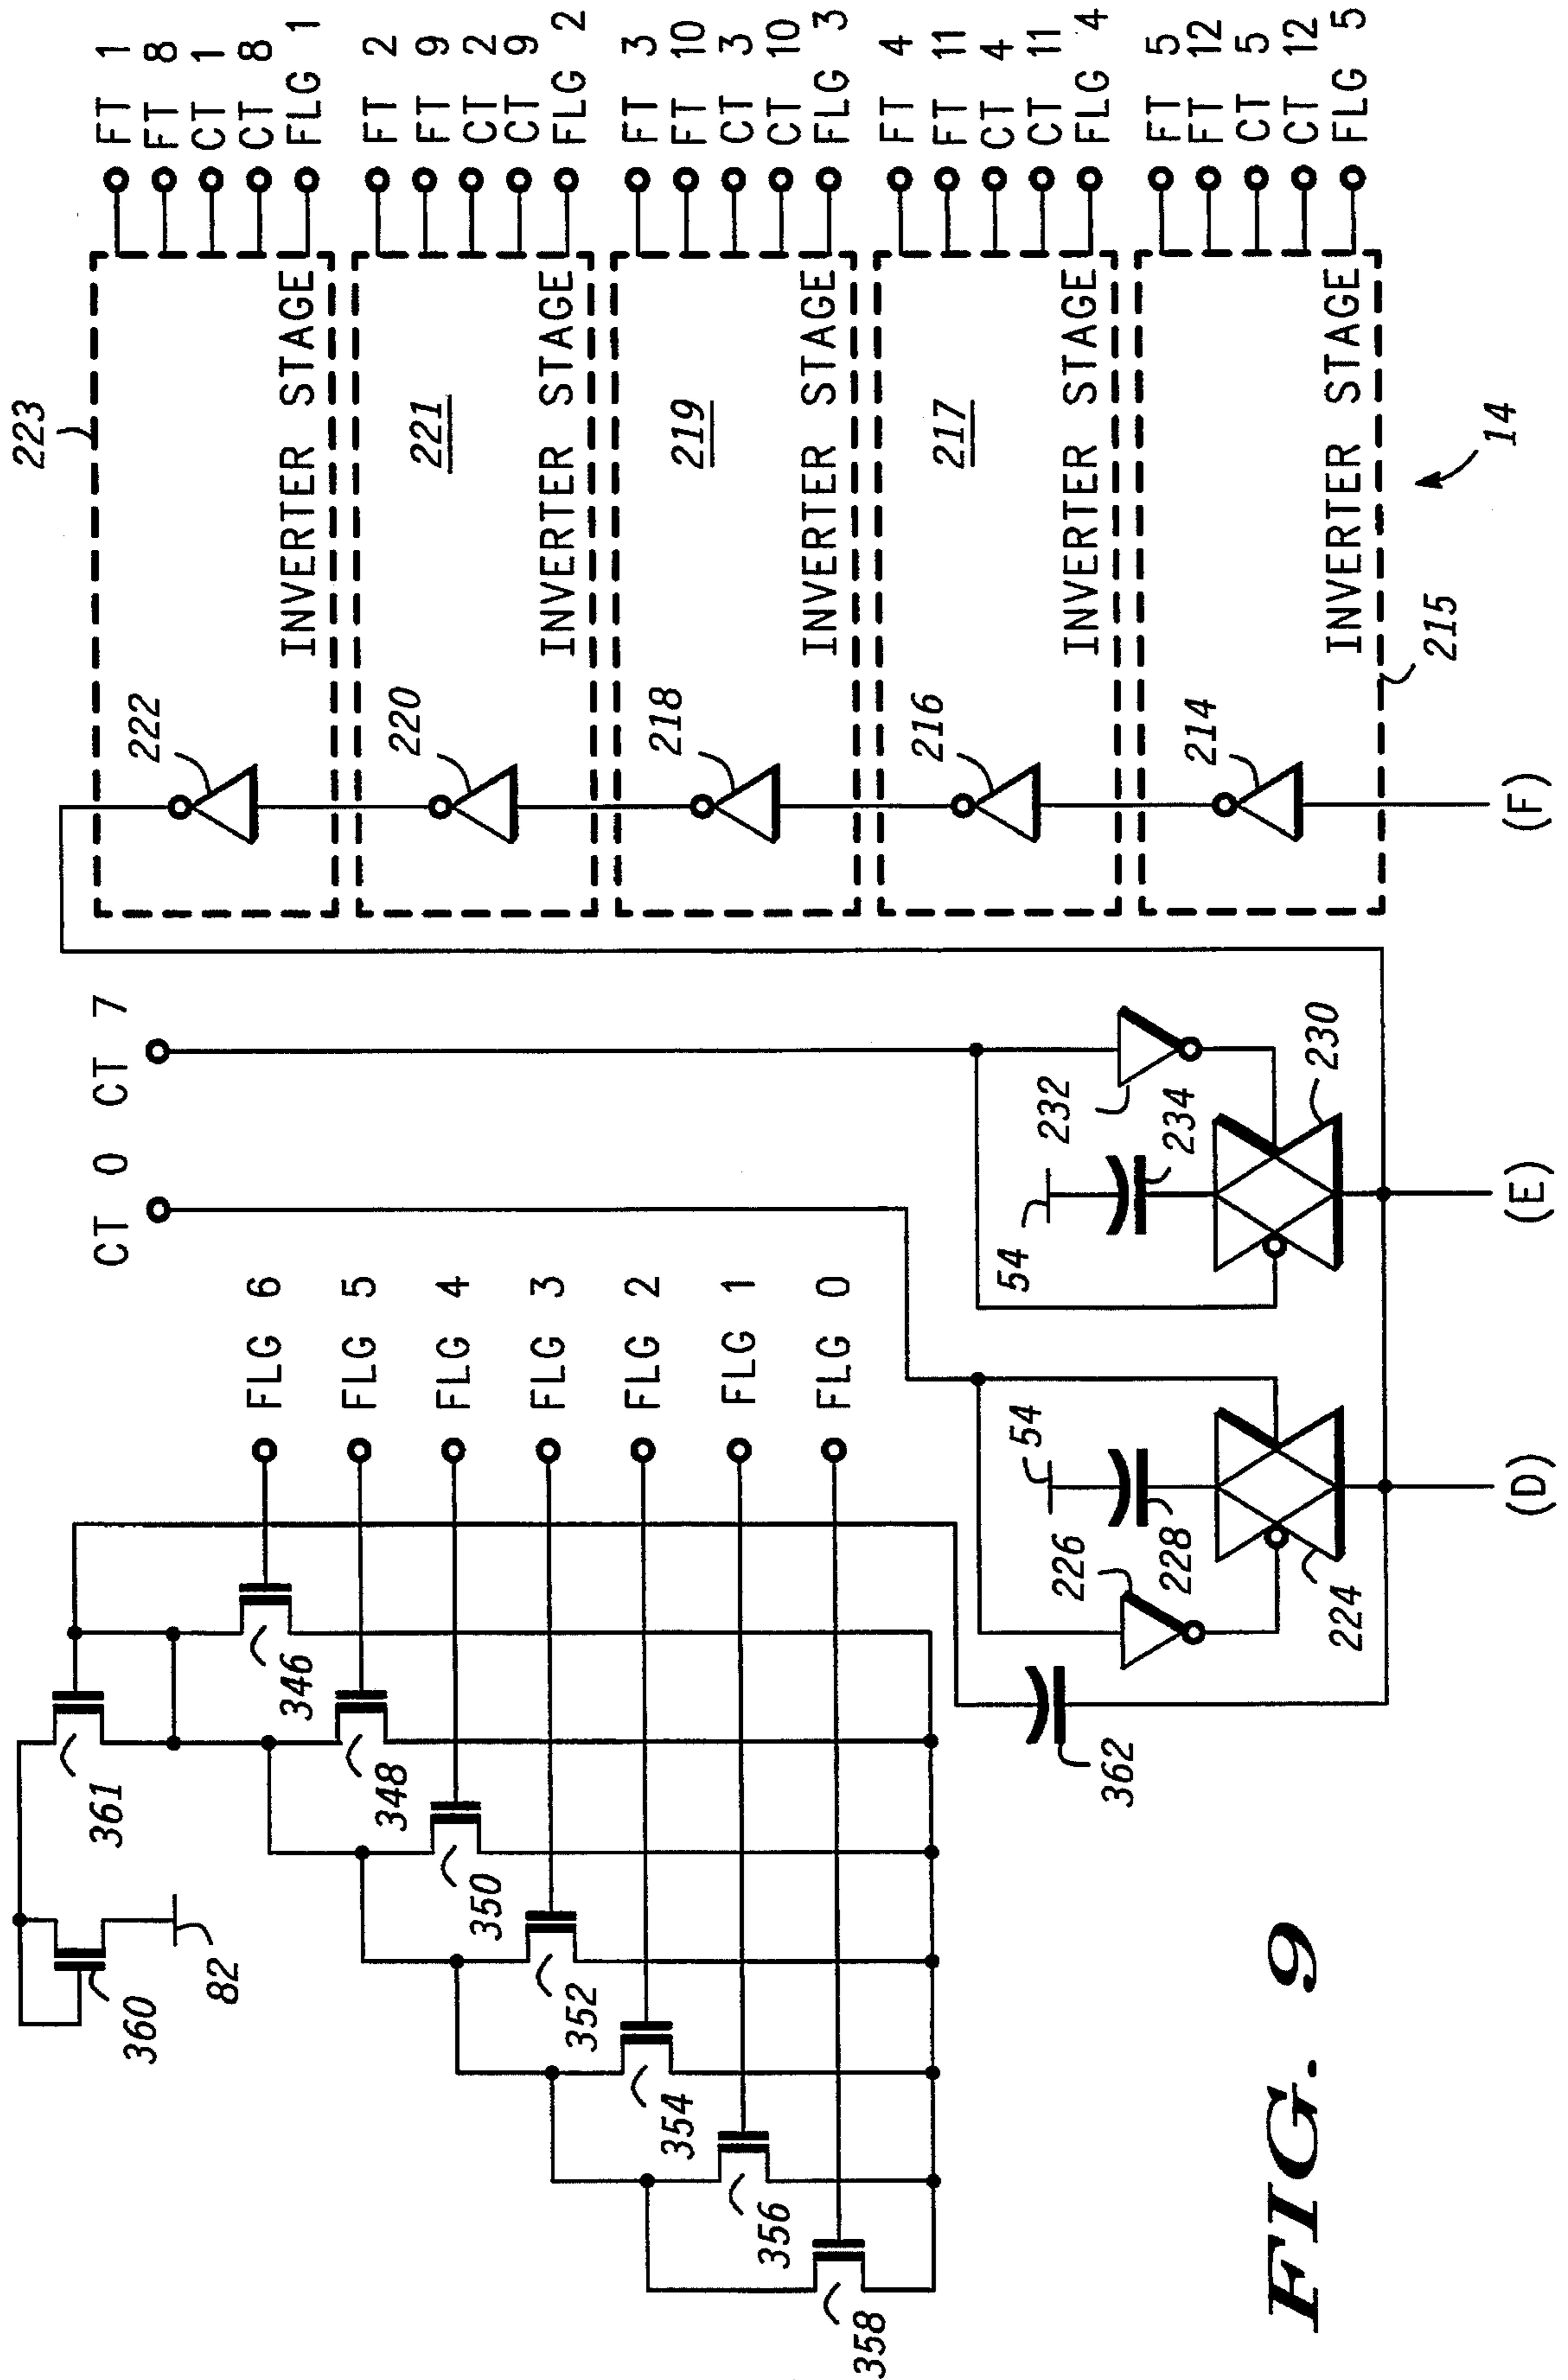 223
FT 1
FT 8
CT 1
CT 8
FLG 1
222
INVERTER STAGE
FT 2
FT 9
CT 2
CT 9
FLG 2
221
220
INVERTER STAGE
FT 3
FT 10
CT 3
CT 10
FLG 3
219
218
INVERTER STAGE
FT 4
FT 11
CT 4
CT 11
FLG 4
217
216
INVERTER STAGE
FT 5
FT 12
CT 5
CT 12
FLG 5
214
INVERTER STAGE
215
14
(F)
CT 0
CT 7
232
234
54
230
(E)
FLG 6
FLG 5
FLG 4
FLG 3
FLG 2
FLG 1
FLG 0
54
226
228
224
(D)
362
361
360
82
346
348
350
352
354
356
358
FIG. 9